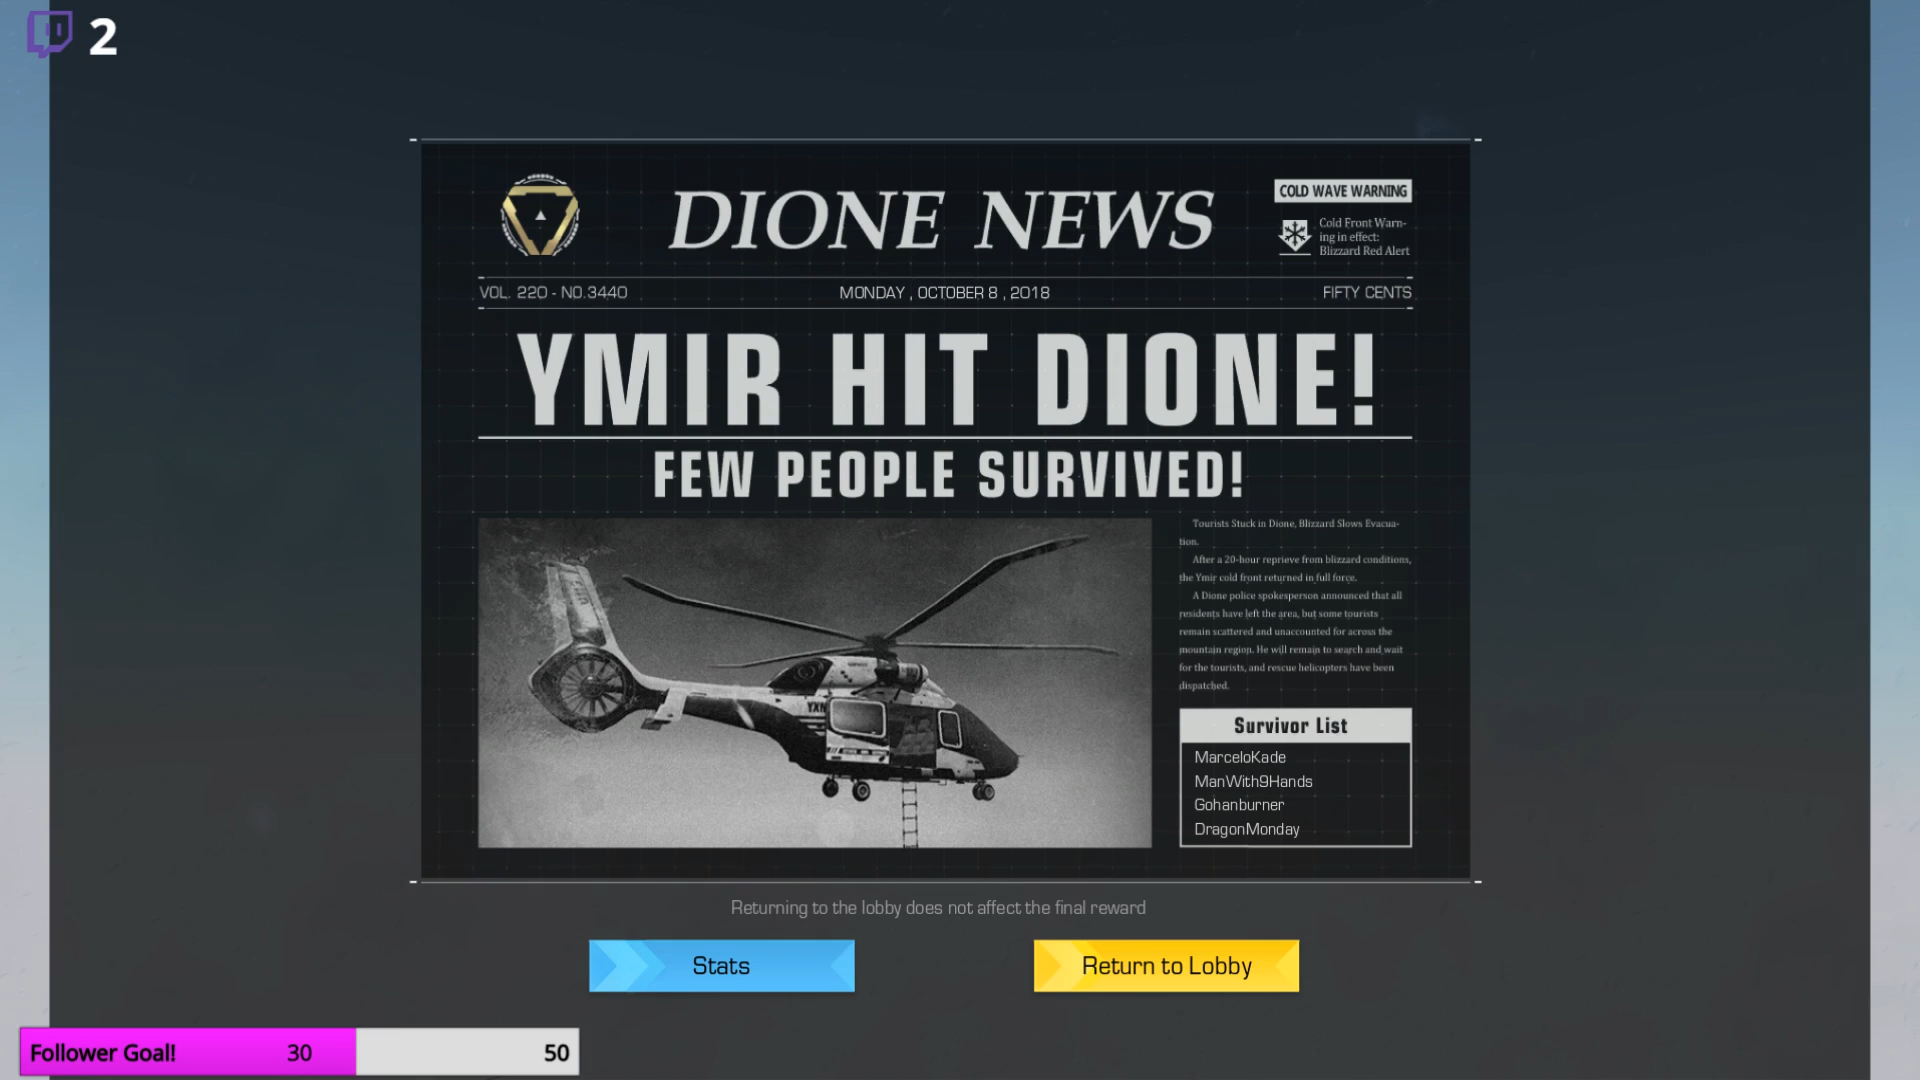 2
DIONE NEWS
COLD WAVE WARNING
Cold Front Warn-
ing in effect:
Blizzard Red Alert
VOL. 220 - NO.3440
MONDAY , OCTOBER 8 , 2018
FIFTY CENTS
YMIR HIT DIONE!
FEW PEOPLE SURVIVED!
Tourists Stuck in Dione, Blizzard Slows Evacua-
tion.
After a 20-hour reprieve from blizzard conditions,
the Ymir cold front returned in full force.
A Dione police spokesperson announced that all
residents have left the area, but some tourists
remain scattered and unaccounted for across the
mountain region. He will remain to search and wait
for the tourists, and rescue helicopters have been
dispatched.
YXN
Survivor List
MarceloKade
ManWith9Hands
Gohanburner
DragonMonday
Returning to the lobby does not affect the final reward
Stats
Return to Lobby
Follower Goal!
30
50